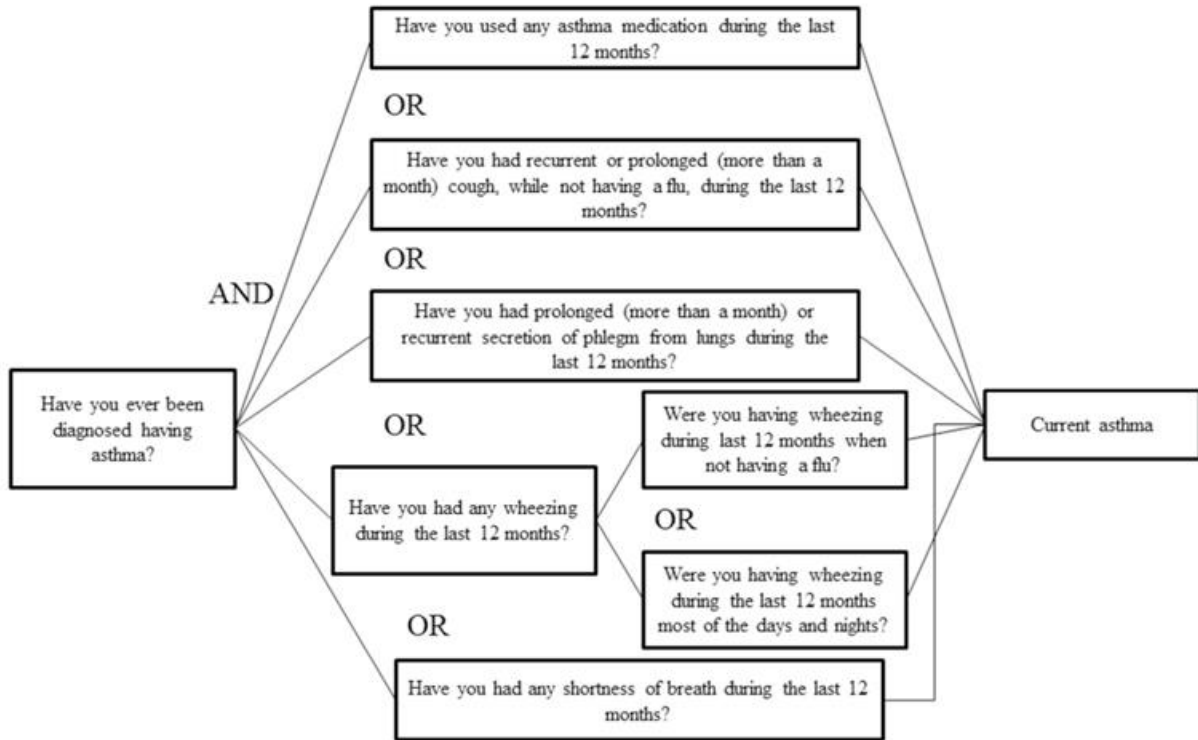 Have you used any asthma medication during the last
12 months?
OR
Have you had recurrent or prolonged (more than a
month) cough, while not having a flu, during the last 12
months?
OR
AND
Have you had prolonged (more than a month) or
recurrent secretion of phlegm from lungs during the
last 12 months?
Have you ever been
diagnosed having
asthma?
OR
Were you having wheezing
during last 12 months when
not having a flu?
Current asthma
Have you had any wheezing
during the last 12 months?
OR
Were you having wheezing
during the last 12 months
most of the days and nights?
OR
Have you had any shortness of breath during the last 12
months?